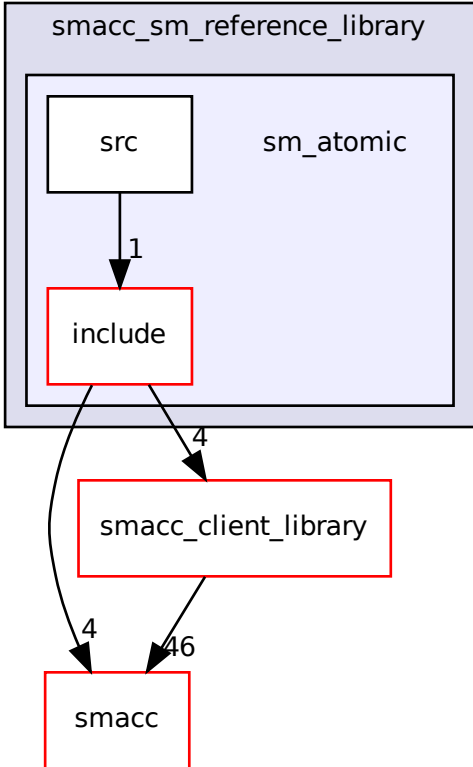 smacc_sm_reference_library
src
sm_atomic
1
include
4
smacc_client_library
4
46
smacc